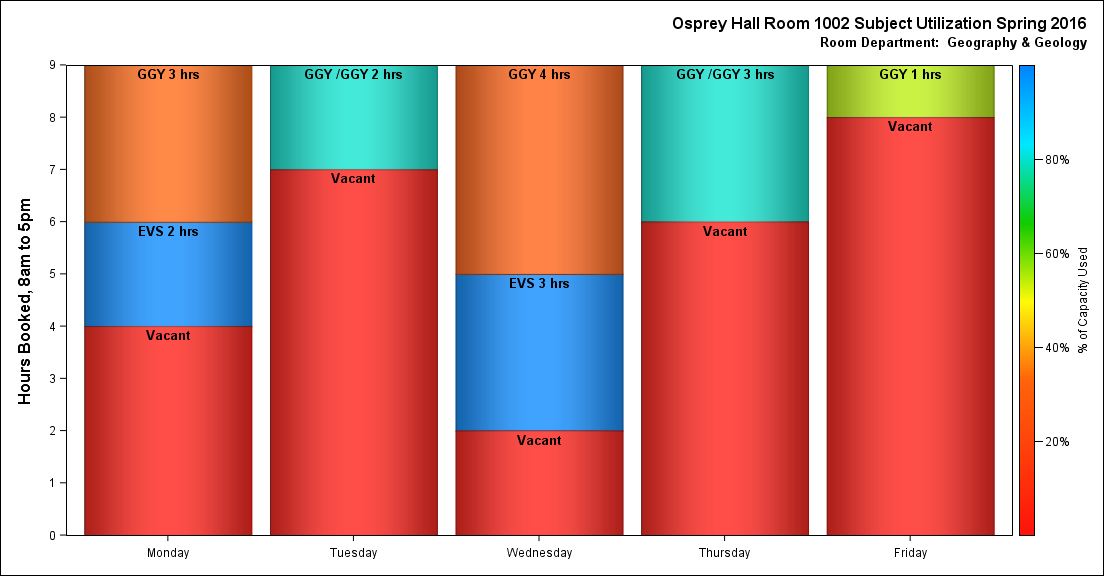 Osprey Hall Room 1002 Subject Utilization Spring 2016
Room Department: Geography & Geology
Hours Booked, 8am to 5pm
9
8
7
6
5
4
3
2
1
0
GGY 3 hrs
EVS 2 hrs
Vacant
GGY /GGY 2 hrs
Vacant
GGY 4 hrs
EVS 3 hrs
Vacant
GGY /GGY 3 hrs
Vacant
GGY 1 hrs
Vacant
Monday
Tuesday
Wednesday
Thursday
Friday
80%
60%
40%
20%
% of Capacity Used